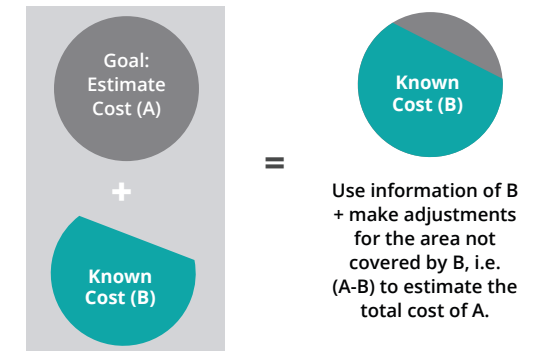 Goal:
Estimate
Cost (A)
+
Known
Cost (B)
=
Known
Cost (B)
Use information of B
+ make adjustments
for the area not
covered by B, i.e.
(A-B) to estimate the
total cost of A.